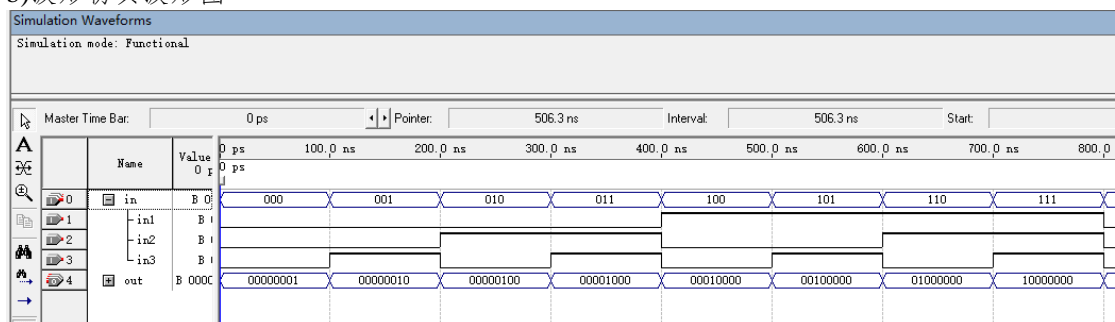 Simulation Waveforms
Simulation mode: Functional
Master Time Bar: 0 ps Pointer: 506.3 ns Interval: 506.3 ns Start:
Name Value 0 ps 100.0 ns 200.0 ns 300.0 ns 400.0 ns 500.0 ns 600.0 ns 700.0 ns 800.0
0 ps
0 in B 0 000 001 010 011 100 101 110 111
1 in1 B
2 in2 B
3 in3 B
4 out B 0000 00000001 00000010 00000100 00001000 00010000 00100000 01000000 10000000